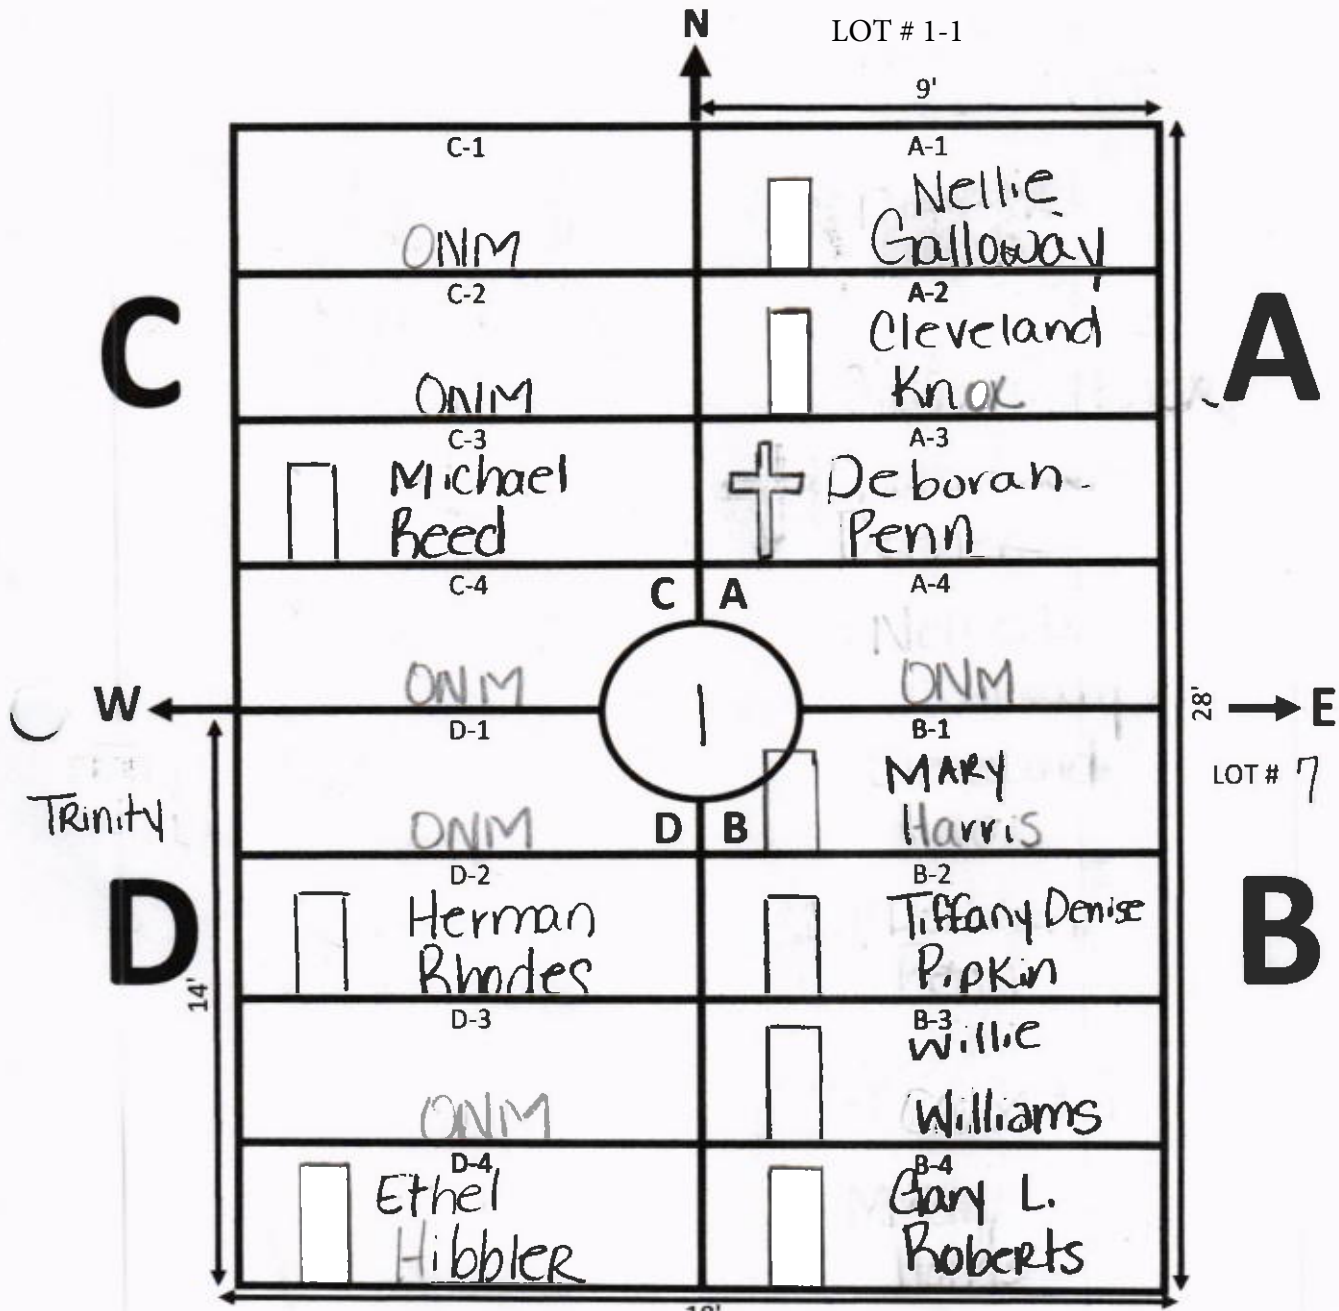 N
LOT # 1-1
9'
C-1
A-1
Nellie
Galloway
ONM
C-2
A-2
Cleveland
Knox
ONM
C
A
C-3
A-3
Michael
Reed
Deborah
Penn
C-4
C A
A-4
ONM
ONM
W
1
28'
E
D-1
B-1
MARY
Harris
LOT # 7
Trinity
ONM
D B
D-2
B-2
Herman
Rhodes
Tiffany Denise
Pipkin
D
B
14'
D-3
B-3
Willie
Williams
ONM
D-4
B-4
Ethel
Hibbler
Gary L.
Roberts